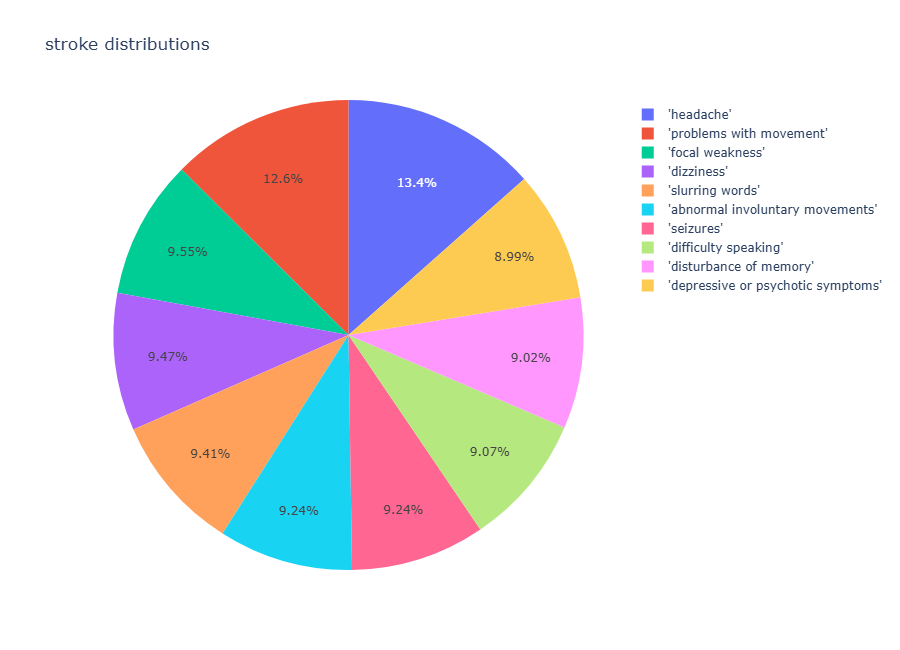 stroke distributions
'headache'
'problems with movement'
'focal weakness'
'dizziness'
'slurring words'
'abnormal involuntary movements'
'seizures'
'difficulty speaking'
'disturbance of memory'
'depressive or psychotic symptoms'
12.6%
13.4%
9.55%
8.99%
9.47%
9.02%
9.41%
9.07%
9.24%
9.24%